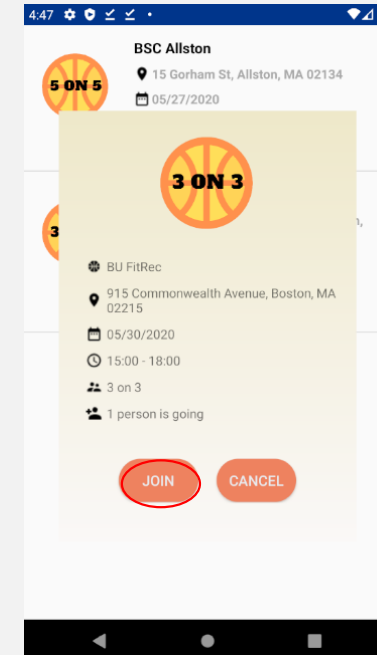 4:47
BSC Allston
5 ON 5
15 Gorham St, Allston, MA 02134
05/27/2020
3 ON 3
3
BU FitRec
915 Commonwealth Avenue, Boston, MA
02215
05/30/2020
15:00 - 18:00
3 on 3
1 person is going
JOIN
CANCEL